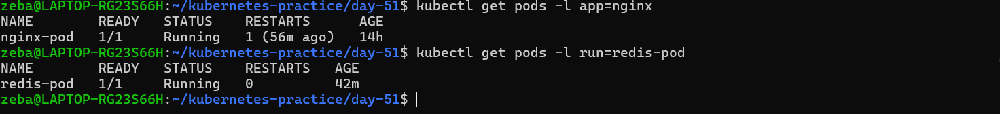 zeba@LAPTOP-RG23S66H:~/kubernetes-practice/day-51$ kubectl get pods -l app=nginx
NAME        READY   STATUS    RESTARTS      AGE
nginx-pod   1/1     Running   1 (56m ago)   14h
zeba@LAPTOP-RG23S66H:~/kubernetes-practice/day-51$ kubectl get pods -l run=redis-pod
NAME        READY   STATUS    RESTARTS   AGE
redis-pod   1/1     Running   0          42m
zeba@LAPTOP-RG23S66H:~/kubernetes-practice/day-51$